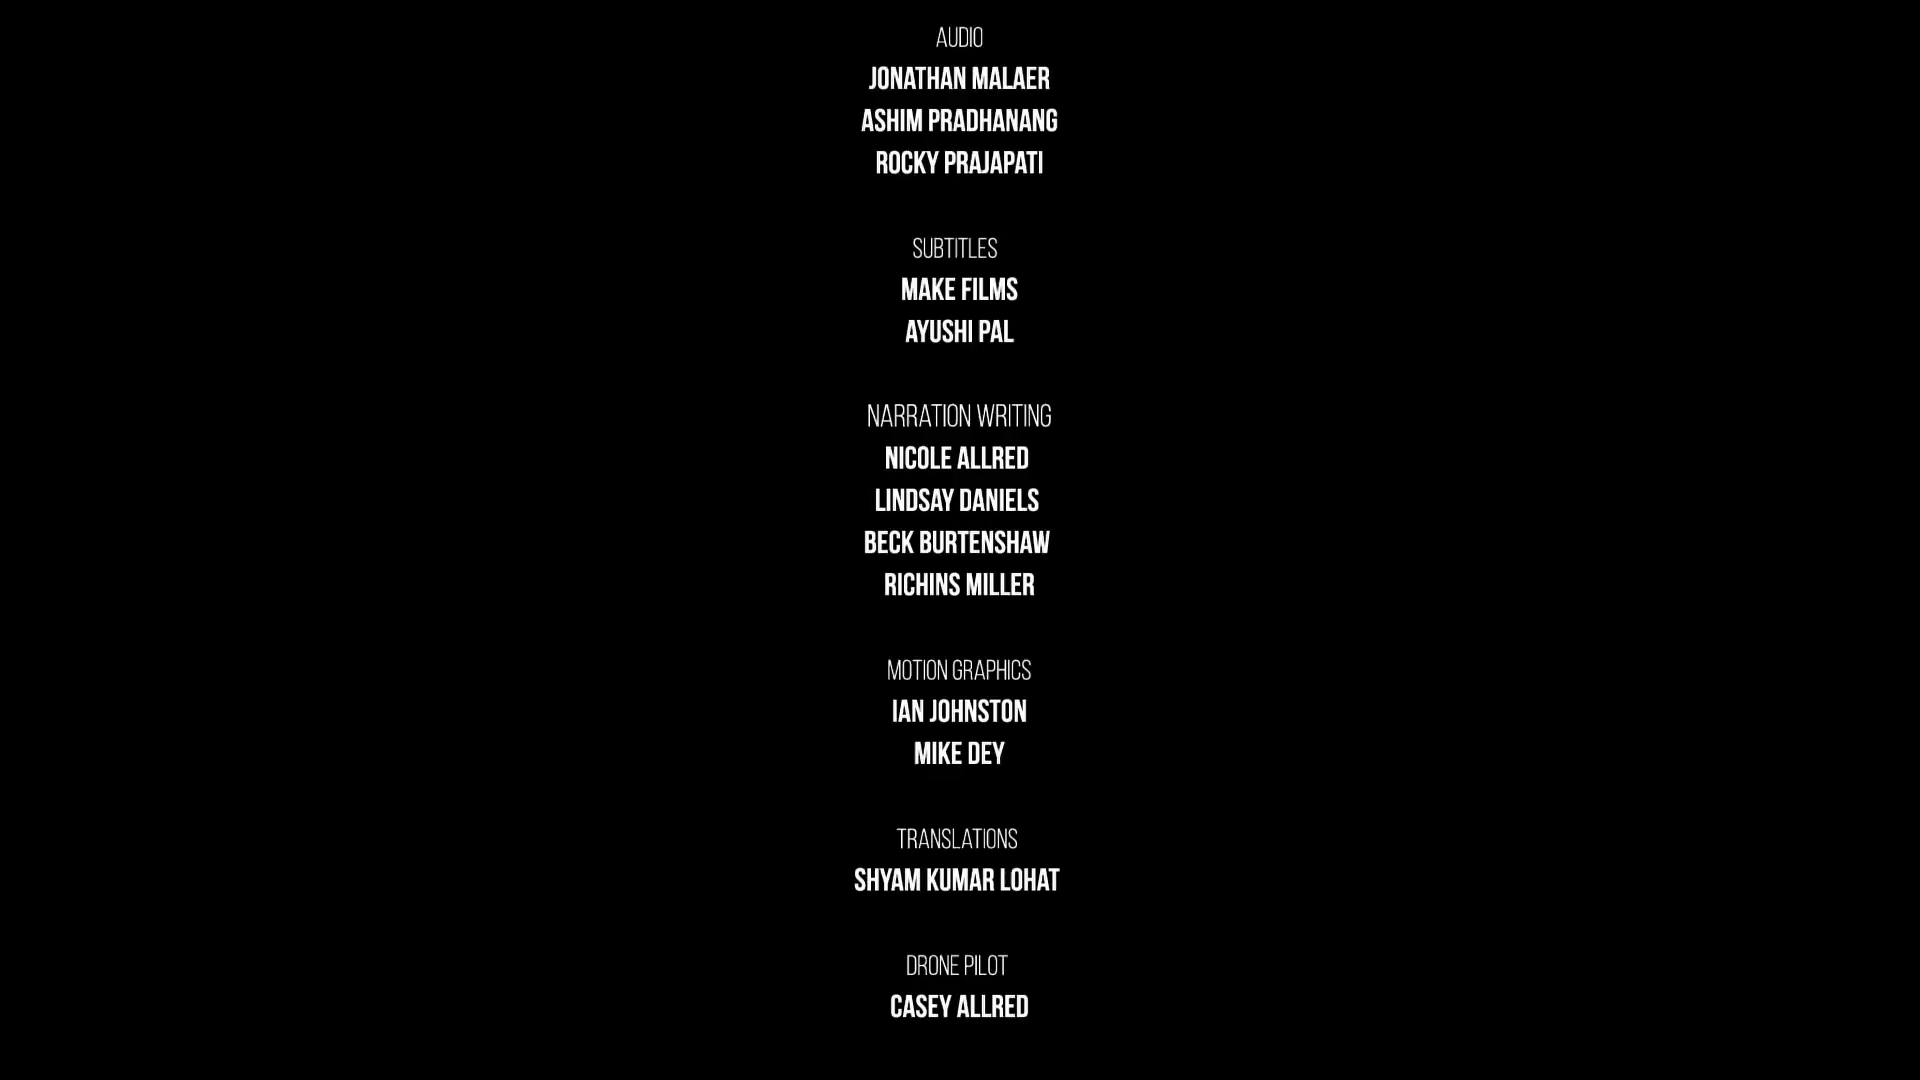 AUDIO
JONATHAN MALAER
ASHIM PRADHANANG
ROCKY PRAJAPATI
SUBTITLES
MAKE FILMS
AYUSHI PAL
NARRATION WRITING
NICOLE ALLRED
LINDSAY DANIELS
BECK BURTENSHAW
RICHINS MILLER
MOTION GRAPHICS
IAN JOHNSTON
MIKE DEY
TRANSLATIONS
SHYAM KUMAR LOHAT
DRONE PILOT
CASEY ALLRED